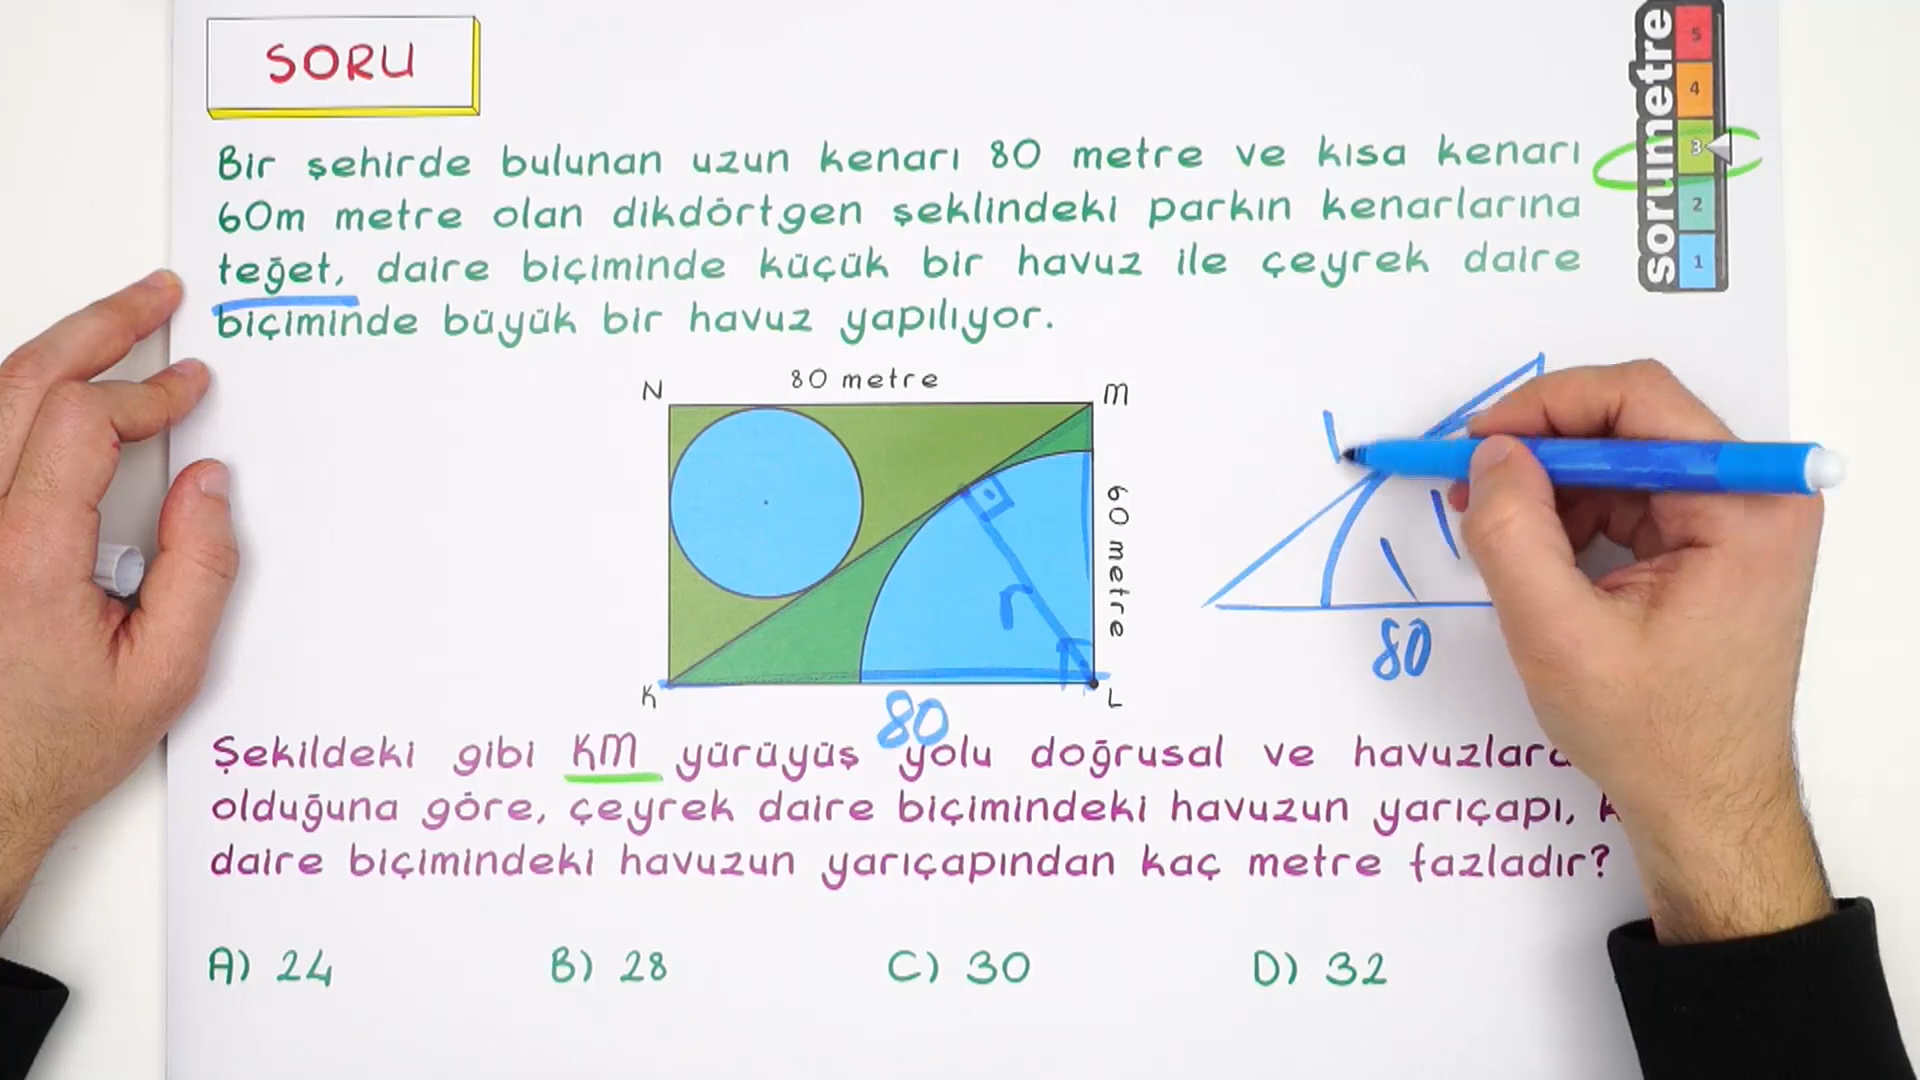 SORU
sorumetre
5
4
3
2
1
Bir şehirde bulunan uzun kenarı 80 metre ve kısa kenarı
60m metre olan dikdörtgen şeklindeki parkın kenarlarına
teğet, daire biçiminde küçük bir havuz ile çeyrek daire
biçiminde büyük bir havuz yapılıyor.
N
80 metre
M
60 metre
r
K
L
80
80
Şekildeki gibi KM yürüyüş yolu doğrusal ve
olduğuna göre, çeyrek daire biçimindeki havuzun yarıçapı,
daire biçimindeki havuzun yarıçapından kaç metre fazladır?
A) 24
B) 28
C) 30
D) 32